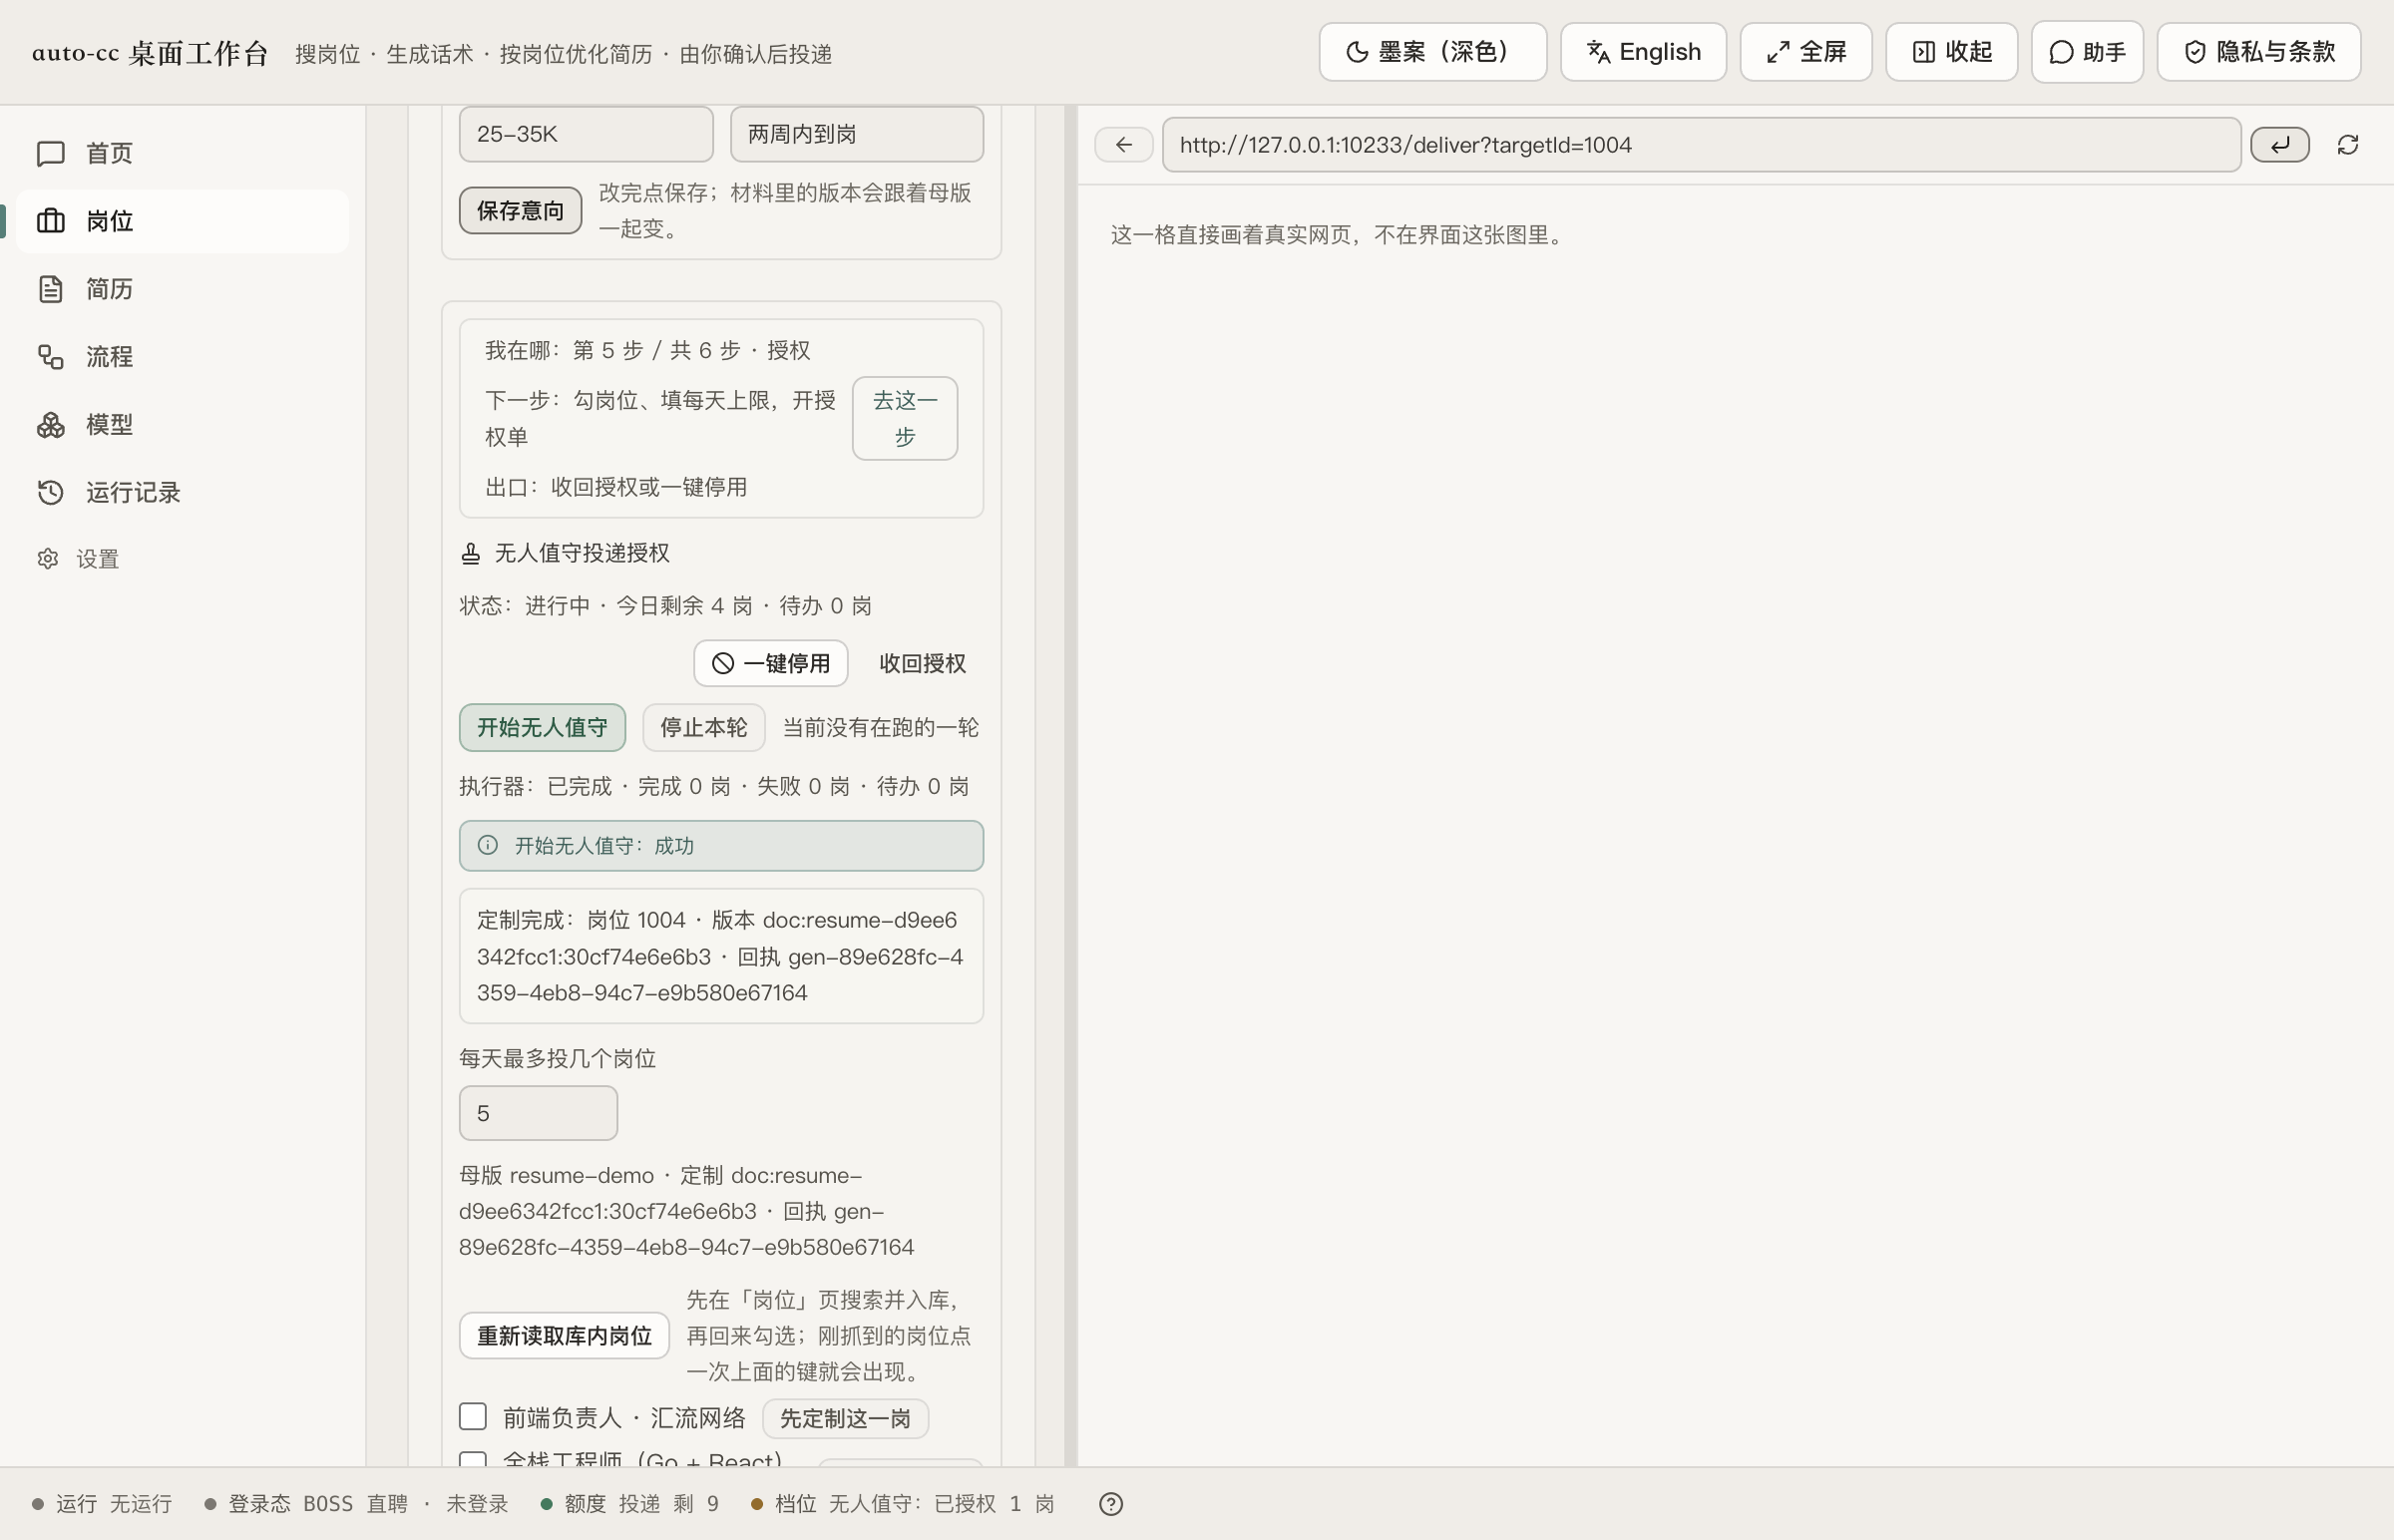 auto-cc 桌面工作台
搜岗位 · 生成话术 · 按岗位优化简历 · 由你确认后投递
墨案（深色）
English
全屏
收起
助手
隐私与条款
首页
岗位
简历
流程
模型
运行记录
设置
25–35K
两周内到岗
保存意向
改完点保存；材料里的版本会跟着母版
一起变。
我在哪：第 5 步 / 共 6 步 · 授权
下一步：勾岗位、填每天上限，开授
权单
去这一
步
出口：收回授权或一键停用
无人值守投递授权
状态：进行中 · 今日剩余 4 岗 · 待办 0 岗
一键停用
收回授权
开始无人值守
停止本轮
当前没有在跑的一轮
执行器：已完成 · 完成 0 岗 · 失败 0 岗 · 待办 0 岗
开始无人值守：成功
定制完成：岗位 1004 · 版本 doc:resume-d9ee6
342fcc1:30cf74e6e6b3 · 回执 gen-89e628fc-4
359-4eb8-94c7-e9b580e67164
每天最多投几个岗位
5
母版 resume-demo · 定制 doc:resume-
d9ee6342fcc1:30cf74e6e6b3 · 回执 gen-
89e628fc-4359-4eb8-94c7-e9b580e67164
重新读取库内岗位
先在「岗位」页搜索并入库，
再回来勾选；刚抓到的岗位点
一次上面的键就会出现。
前端负责人 · 汇流网络
先定制这一岗
全栈工程师（Go + React）
http://127.0.0.1:10233/deliver?targetId=1004
这一格直接画着真实网页，不在界面这张图里。
运行 无运行
登录态 BOSS 直聘 · 未登录
额度 投递 剩 9
档位 无人值守：已授权 1 岗